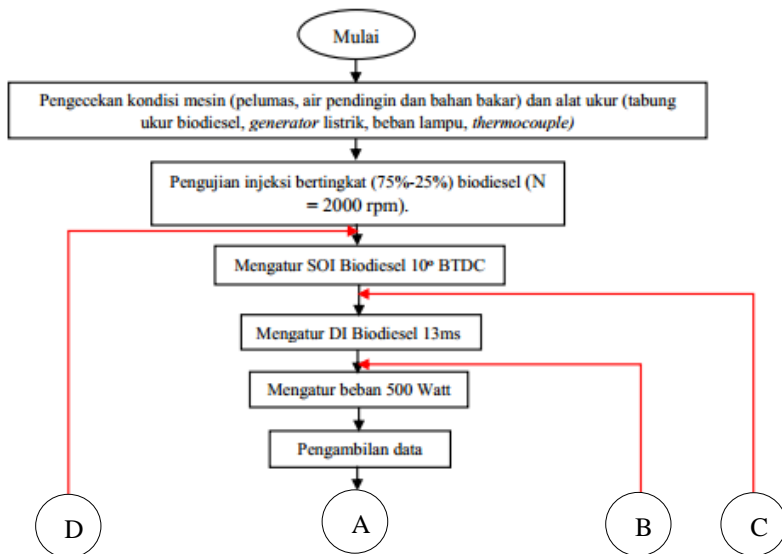 Mulai
Pengecekan kondisi mesin (pelumas, air pendingin dan bahan bakar) dan alat ukur (tabung
ukur biodiesel, generator listrik, beban lampu, thermocouple)
Pengujian injeksi bertingkat (75%-25%) biodiesel (N
= 2000 rpm).
Mengatur SOI Biodiesel 10º BTDC
Mengatur DI Biodiesel 13ms
Mengatur beban 500 Watt
Pengambilan data
D
A
B
C